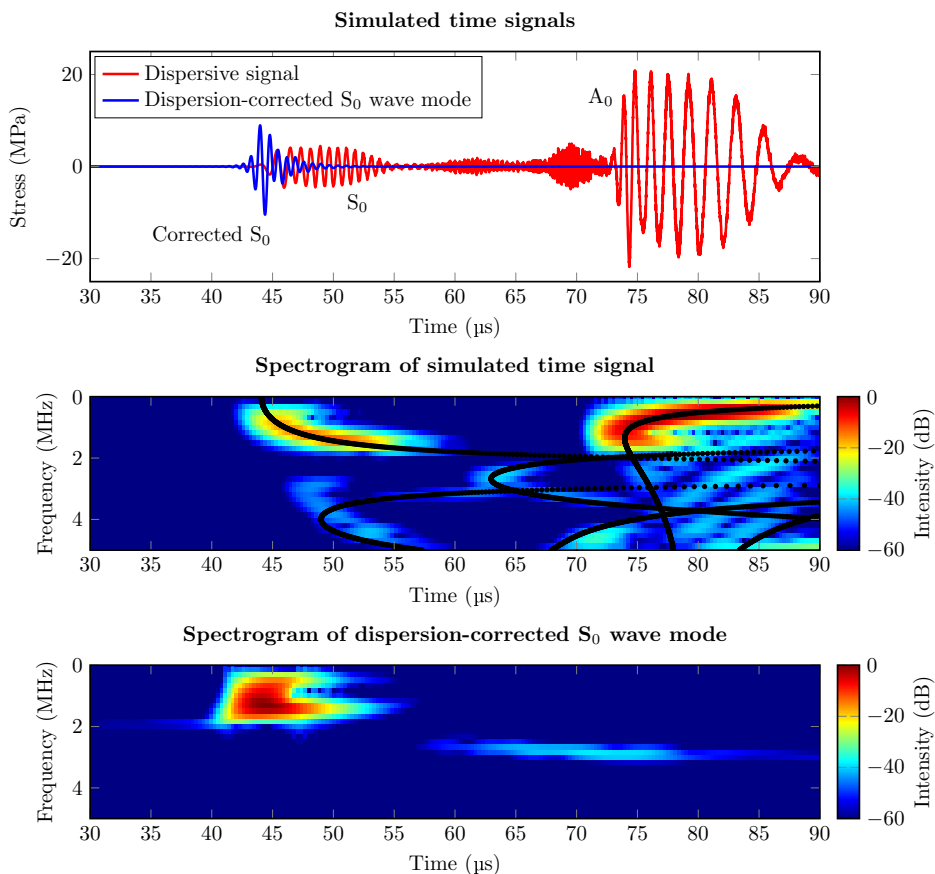 Simulated time signals
Dispersive signal
Dispersion-corrected S₀ wave mode
A₀
S₀
Corrected S₀
Stress (MPa)
20
0
−20
30 35 40 45 50 55 60 65 70 75 80 85 90
Time (µs)
Spectrogram of simulated time signal
Frequency (MHz)
0
2
4
30 35 40 45 50 55 60 65 70 75 80 85 90
Time (µs)
0
−20
−40
−60
Intensity (dB)
Spectrogram of dispersion-corrected S₀ wave mode
Frequency (MHz)
0
2
4
30 35 40 45 50 55 60 65 70 75 80 85 90
Time (µs)
0
−20
−40
−60
Intensity (dB)